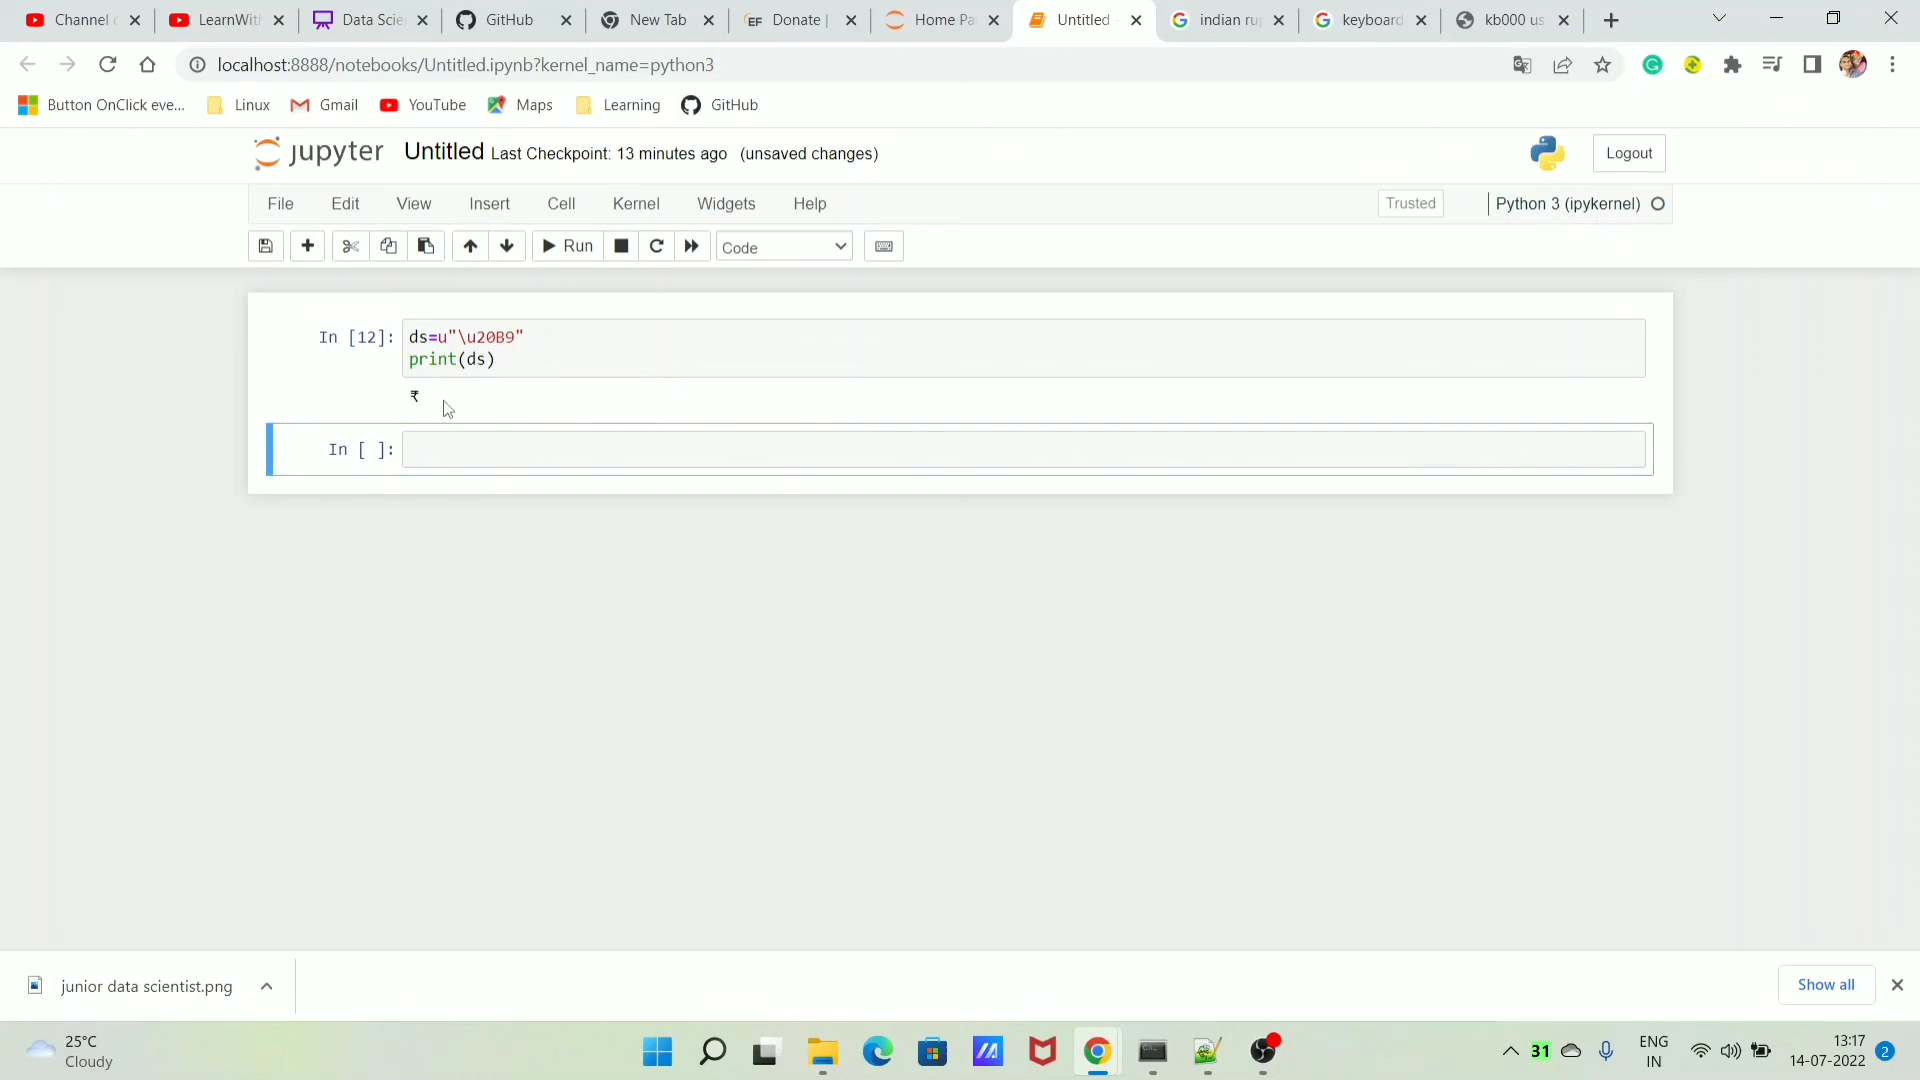 Channel
LearnWit
Data Scie
GitHub
New Tab
EF Donate |
Home Pa
Untitled
indian ru
keyboard
kb000 us
localhost:8888/notebooks/Untitled.ipynb?kernel_name=python3
Button OnClick eve...
Linux
Gmail
YouTube
Maps
Learning
GitHub
jupyter Untitled Last Checkpoint: 13 minutes ago (unsaved changes)
Logout
File Edit View Insert Cell Kernel Widgets Help
Trusted
Python 3 (ipykernel)
Run
Code
In [12]: ds=u"\u20B9"
print(ds)
₹
In [ ]:
junior data scientist.png
Show all
25°C
Cloudy
31
ENG
IN
13:17
14-07-2022
2